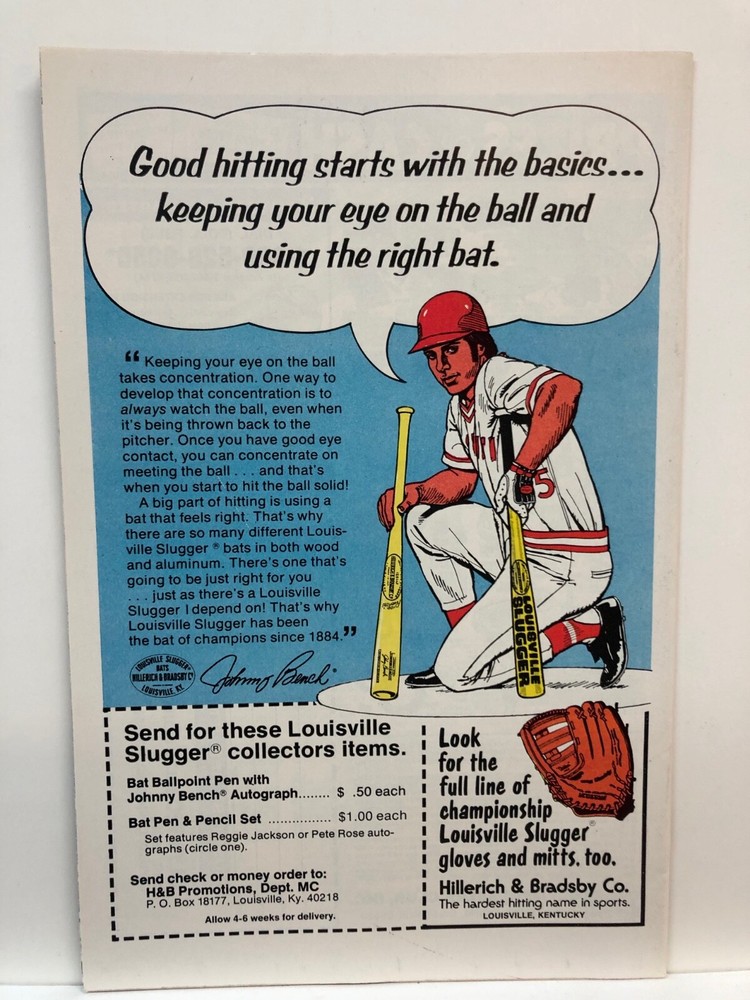 Good hitting starts with the basics...
keeping your eye on the ball and
using the right bat.
“ Keeping your eye on the ball
takes concentration. One way to
develop that concentration is to
always watch the ball, even when
it's being thrown back to the
pitcher. Once you have good eye
contact, you can concentrate on
meeting the ball . . . and that's
when you start to hit the ball solid!
A big part of hitting is using a
bat that feels right. That's why
there are so many different Louis-
ville Slugger ® bats in both wood
and aluminum. There's one that's
going to be just right for you
. . . just as there's a Louisville
Slugger I depend on! That's why
Louisville Slugger has been
the bat of champions since 1884.”
LOUISVILLE SLUGGER®
BATS
HILLERICH & BRADSBY Cº
LOUISVILLE, KY.
Johnny Bench®
5
LOUISVILLE
SLUGGER
Send for these Louisville
Slugger® collectors items.
Bat Ballpoint Pen with
Johnny Bench® Autograph........ $ .50 each
Bat Pen & Pencil Set ................ $1.00 each
Set features Reggie Jackson or Pete Rose auto-
graphs (circle one).
Send check or money order to:
H&B Promotions, Dept. MC
P. O. Box 18177, Louisville, Ky. 40218
Allow 4-6 weeks for delivery.
Look
for the
full line of
championship
Louisville Slugger®
gloves and mitts, too.
Hillerich & Bradsby Co.
The hardest hitting name in sports.
LOUISVILLE, KENTUCKY